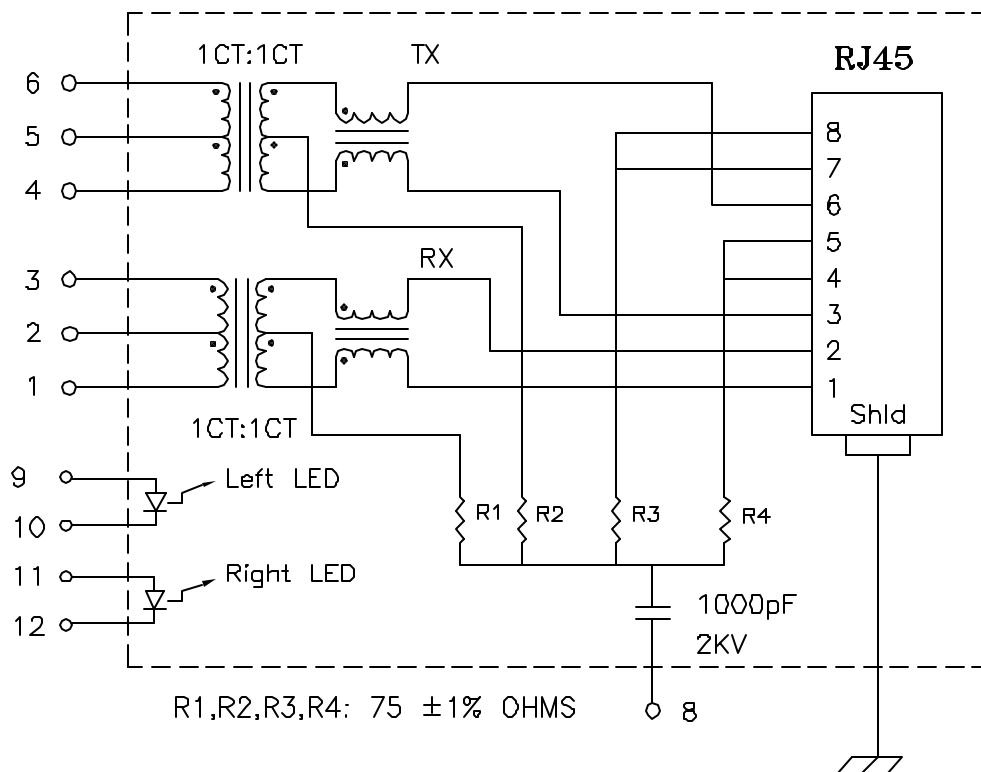 1CT:1CT
TX
RJ45
6
5
4
8
7
6
5
4
3
2
1
Shld
RX
3
2
1
1CT:1CT
9
10
Left LED
11
12
Right LED
R1
R2
R3
R4
1000pF
2KV
R1,R2,R3,R4: 75 ±1% OHMS
8